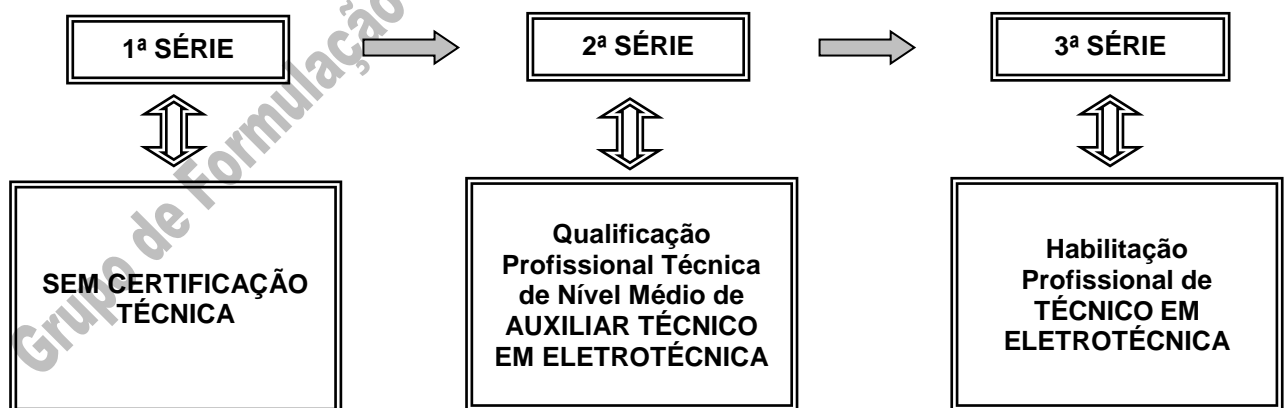 1ª SÉRIE
2ª SÉRIE
3ª SÉRIE
SEM CERTIFICAÇÃO
TÉCNICA
Qualificação
Profissional Técnica
de Nível Médio de
AUXILIAR TÉCNICO
EM ELETROTÉCNICA
Habilitação
Profissional de
TÉCNICO EM
ELETROTÉCNICA
Grupo de Formulação